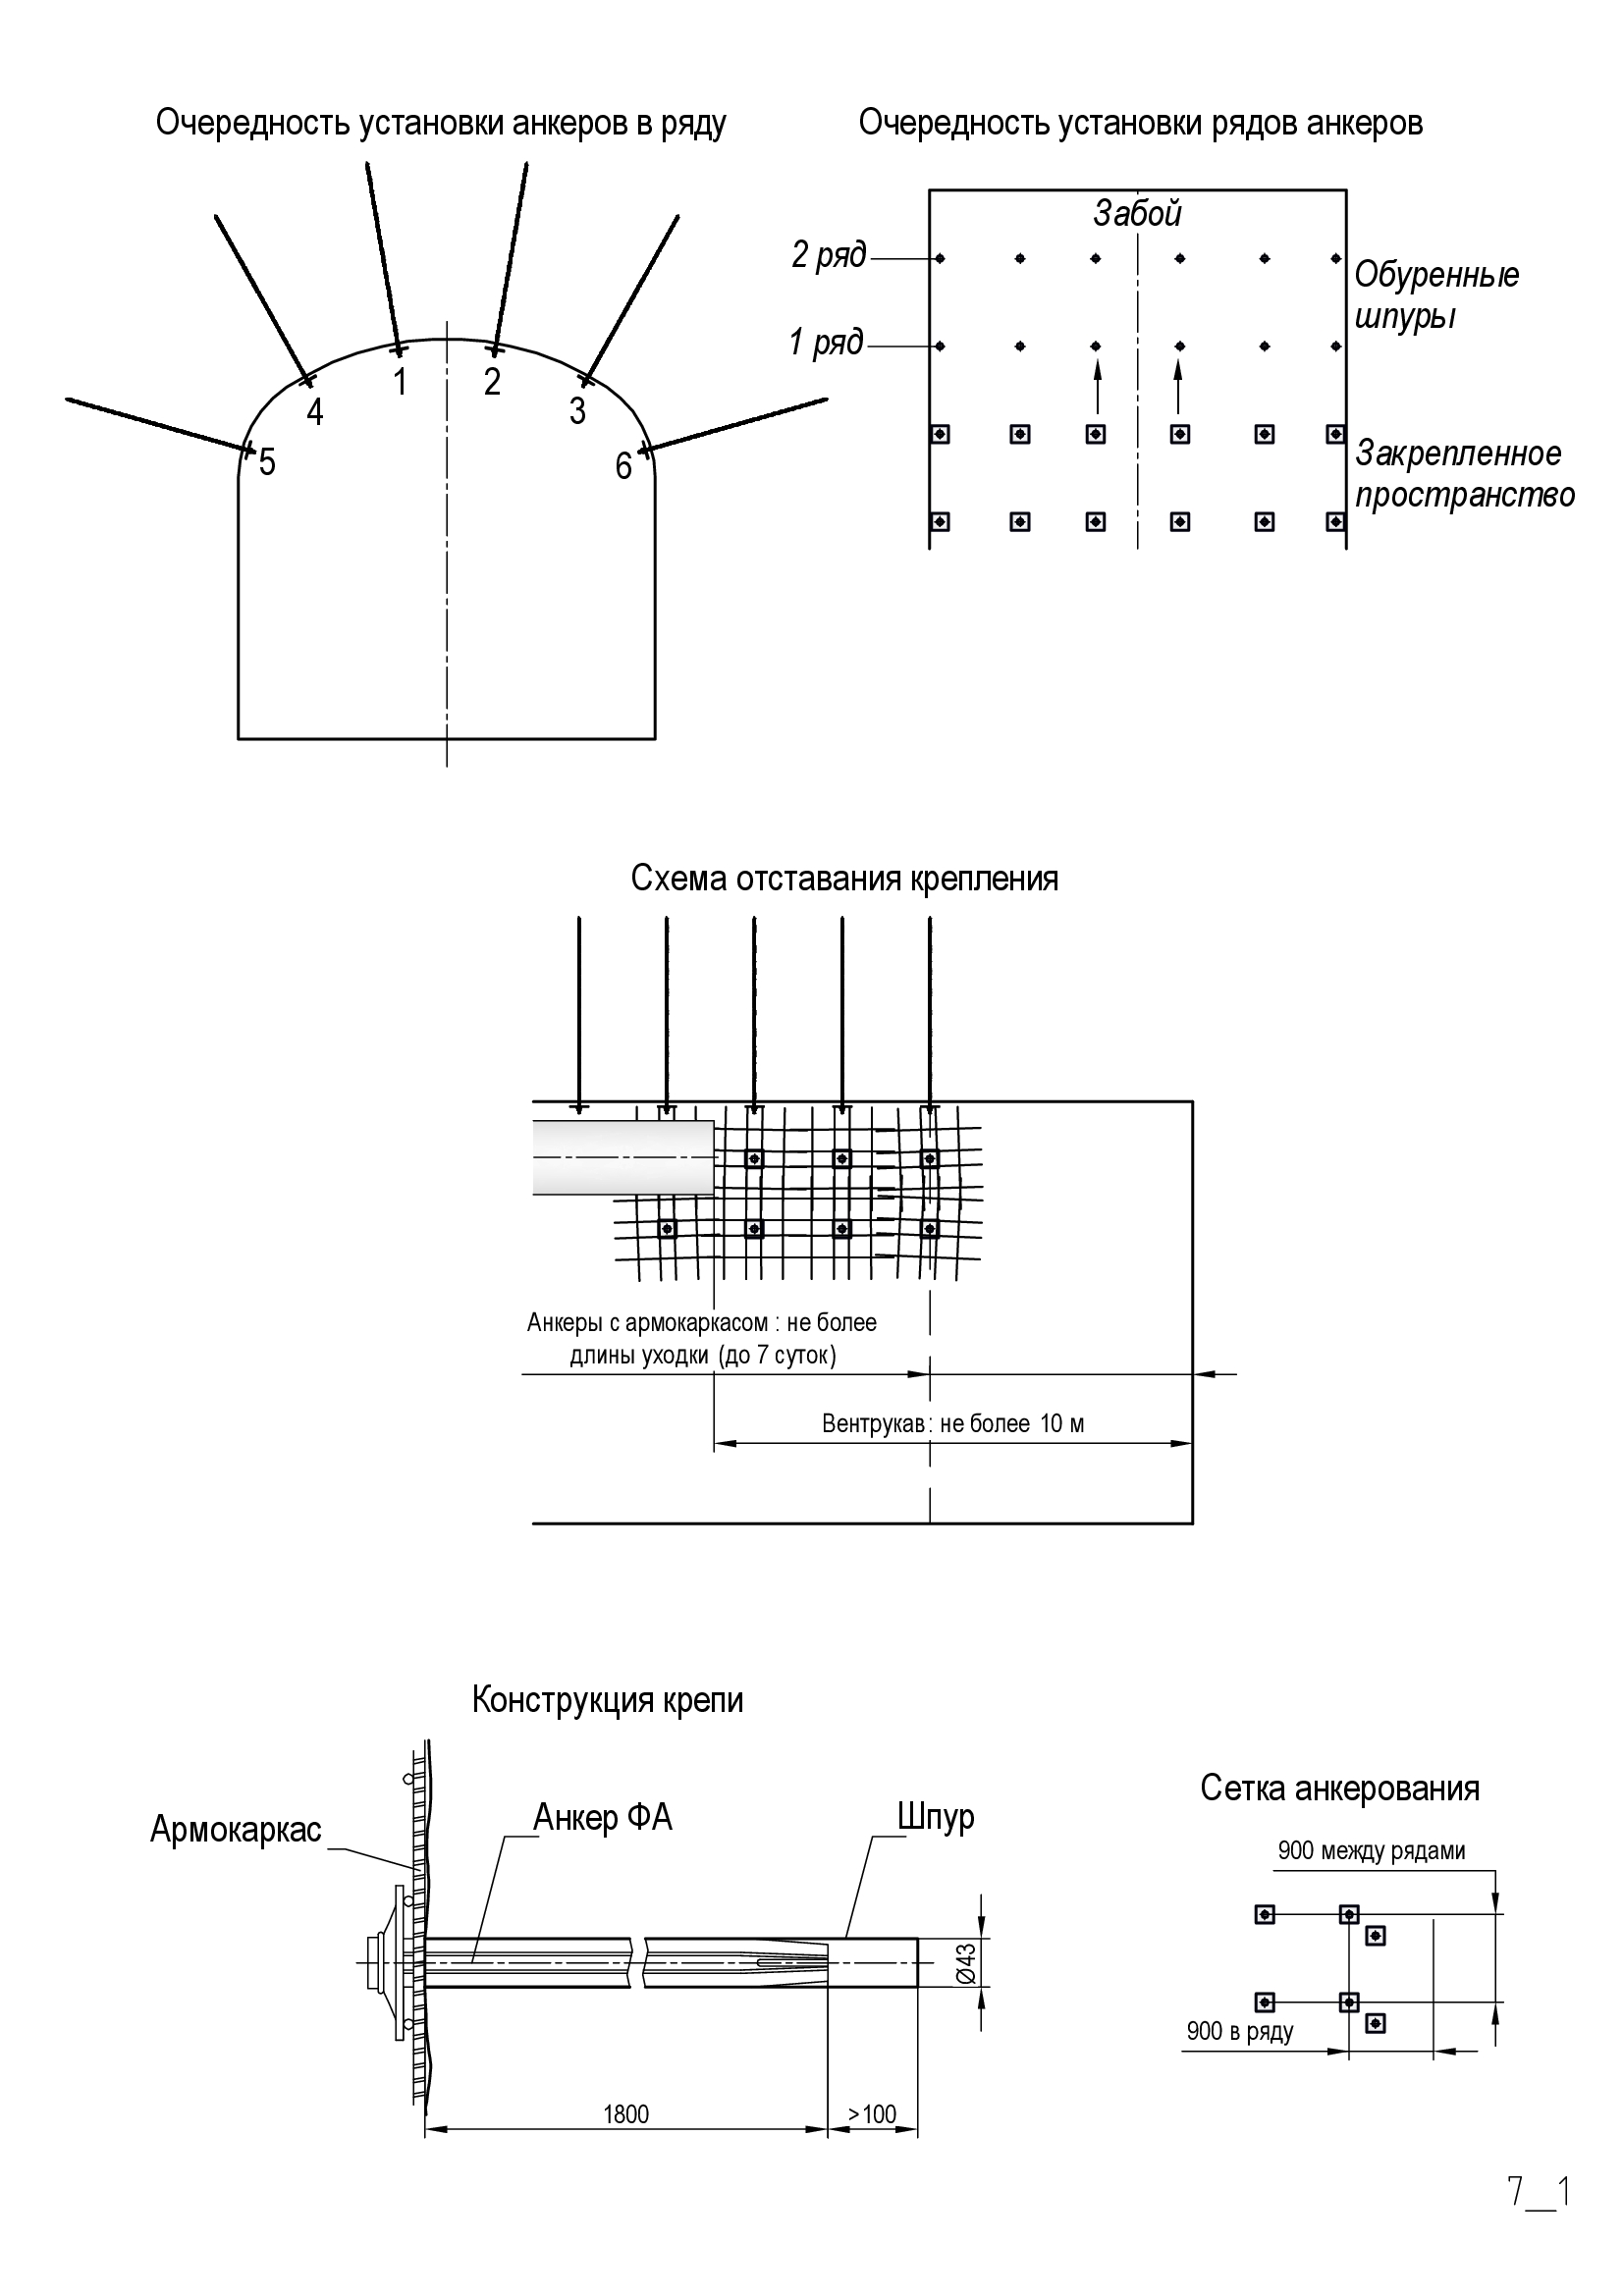 Очередность установки анкеров в ряду
1
2
3
4
5
6
Очередность установки рядов анкеров
Забой
2 ряд
Обуренные
шпуры
1 ряд
Закрепленное
пространство
Схема отставания крепления
Анкеры с армокаркасом : не более
длины уходки (до 7 суток)
Вентрукав : не более 10 м
Конструкция крепи
Армокаркас
Анкер ФА
Шпур
Ø43
1800
>100
Сетка анкерования
900 между рядами
900 в ряду
7_1